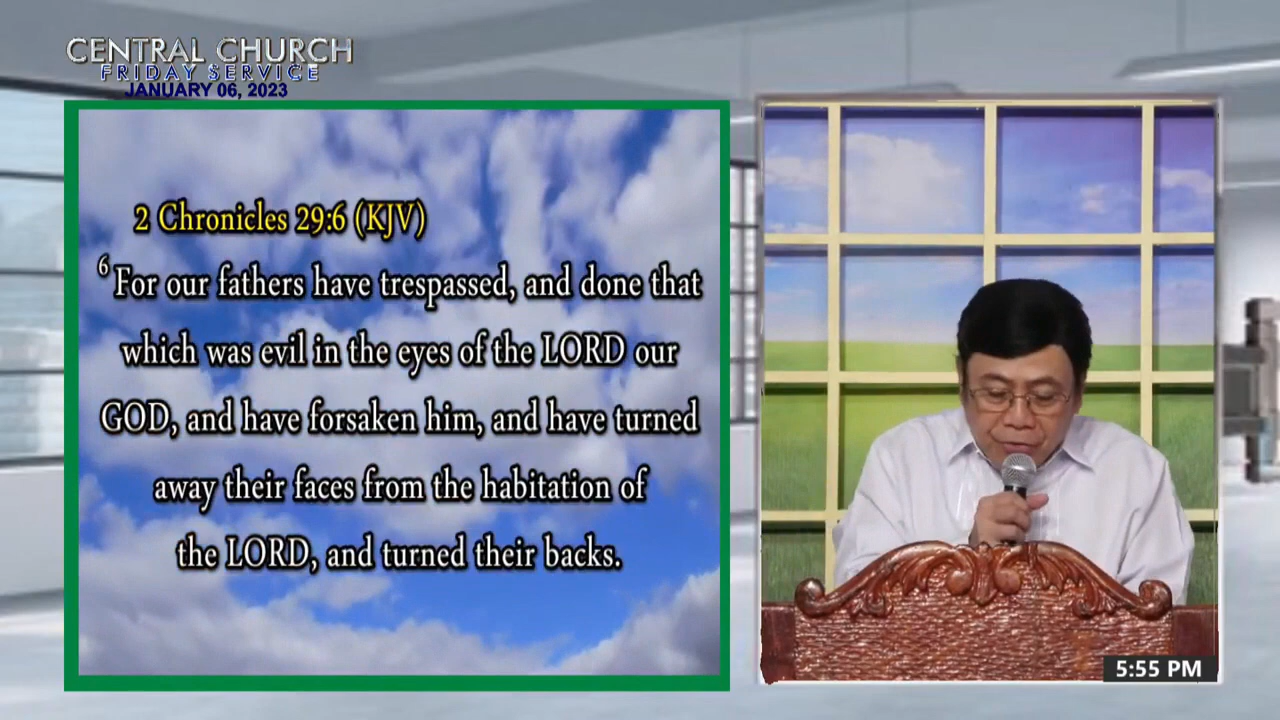 CENTRAL CHURCH
FRIDAY SERVICE
JANUARY 06, 2023
2 Chronicles 29:6 (KJV)
6 For our fathers have trespassed, and done that
which was evil in the eyes of the LORD our
GOD, and have forsaken him, and have turned
away their faces from the habitation of
the LORD, and turned their backs.
5:55 PM